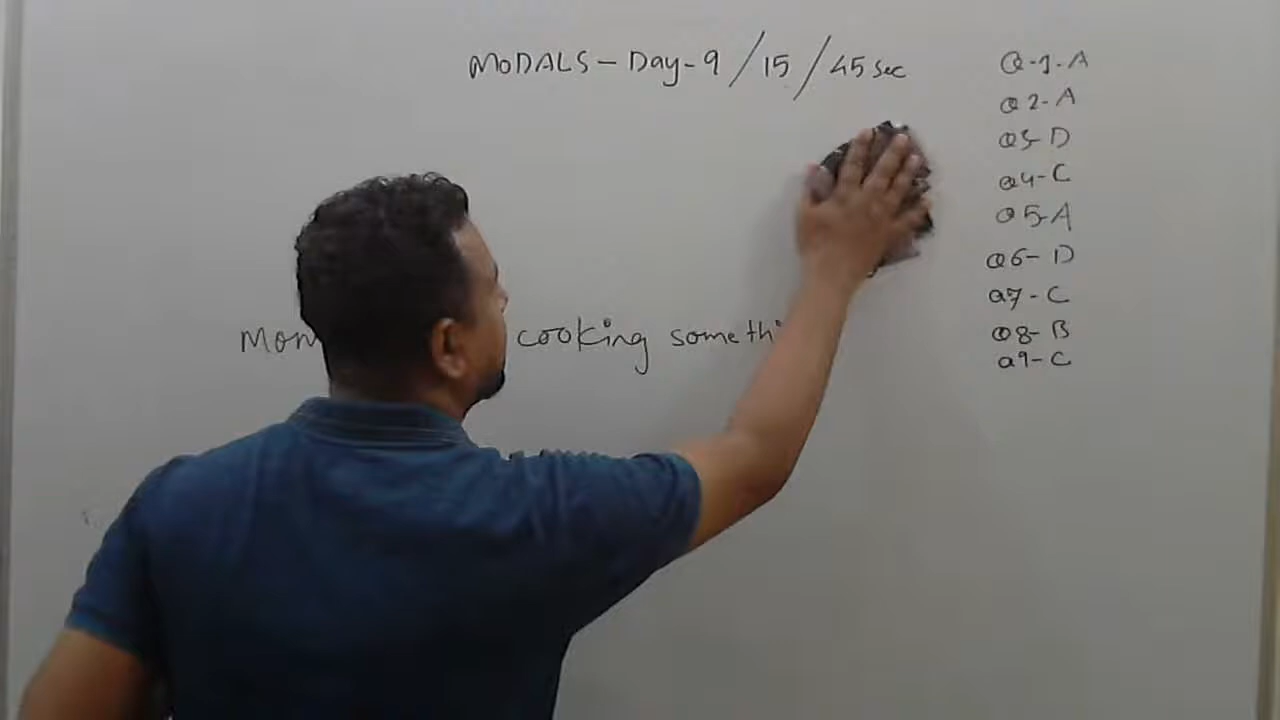 MODALS - Day - 9 / 15 / 45 sec
cooking
Q-1-A
Q2-A
Q3-D
Q4-C
Q5-A
Q6-D
Q7-C
Q8-B
Q9-C